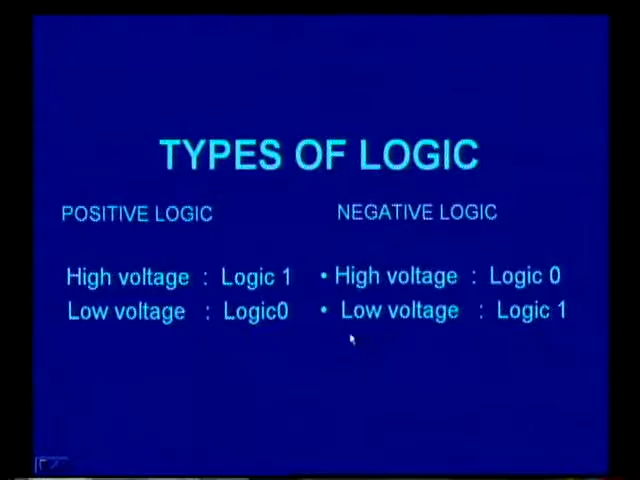 TYPES OF LOGIC
POSITIVE LOGIC
High voltage : Logic 1
Low voltage : Logic0
NEGATIVE LOGIC
• High voltage : Logic 0
• Low voltage : Logic 1